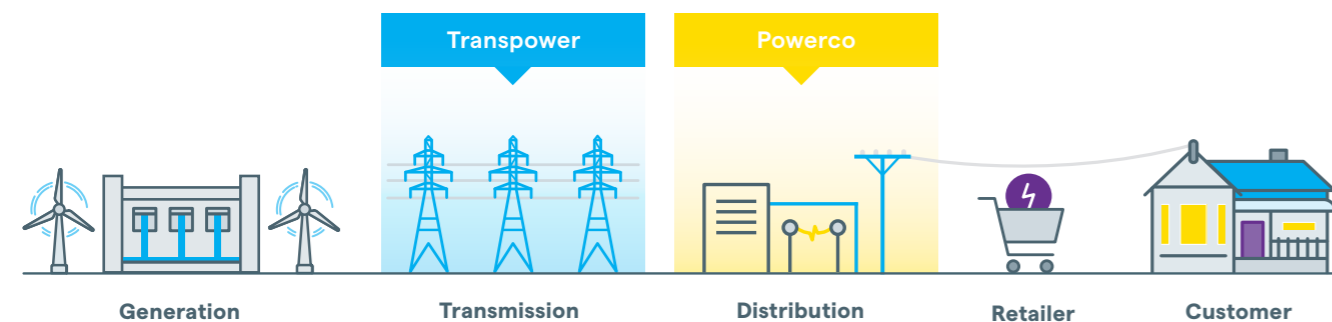 Transpower
Powerco
Generation
Transmission
Distribution
Retailer
Customer